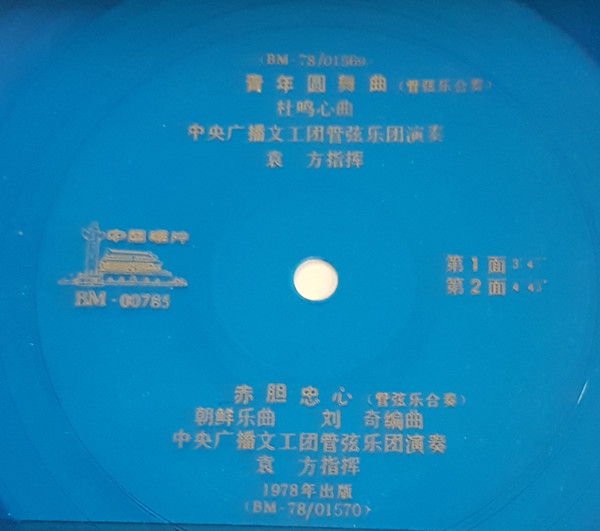 (BM-78/01569)
青年圆舞曲（管弦乐合奏）
杜鸣心曲
中央广播文工团管弦乐团演奏
袁 方指挥
中国唱片
BM-00785
第1面 3′4
第2面 4′43″
赤胆忠心（管弦乐合奏）
朝鲜乐曲 刘 奇编曲
中央广播文工团管弦乐团演奏
袁 方指挥
1978年出版
(BM-78/01570)